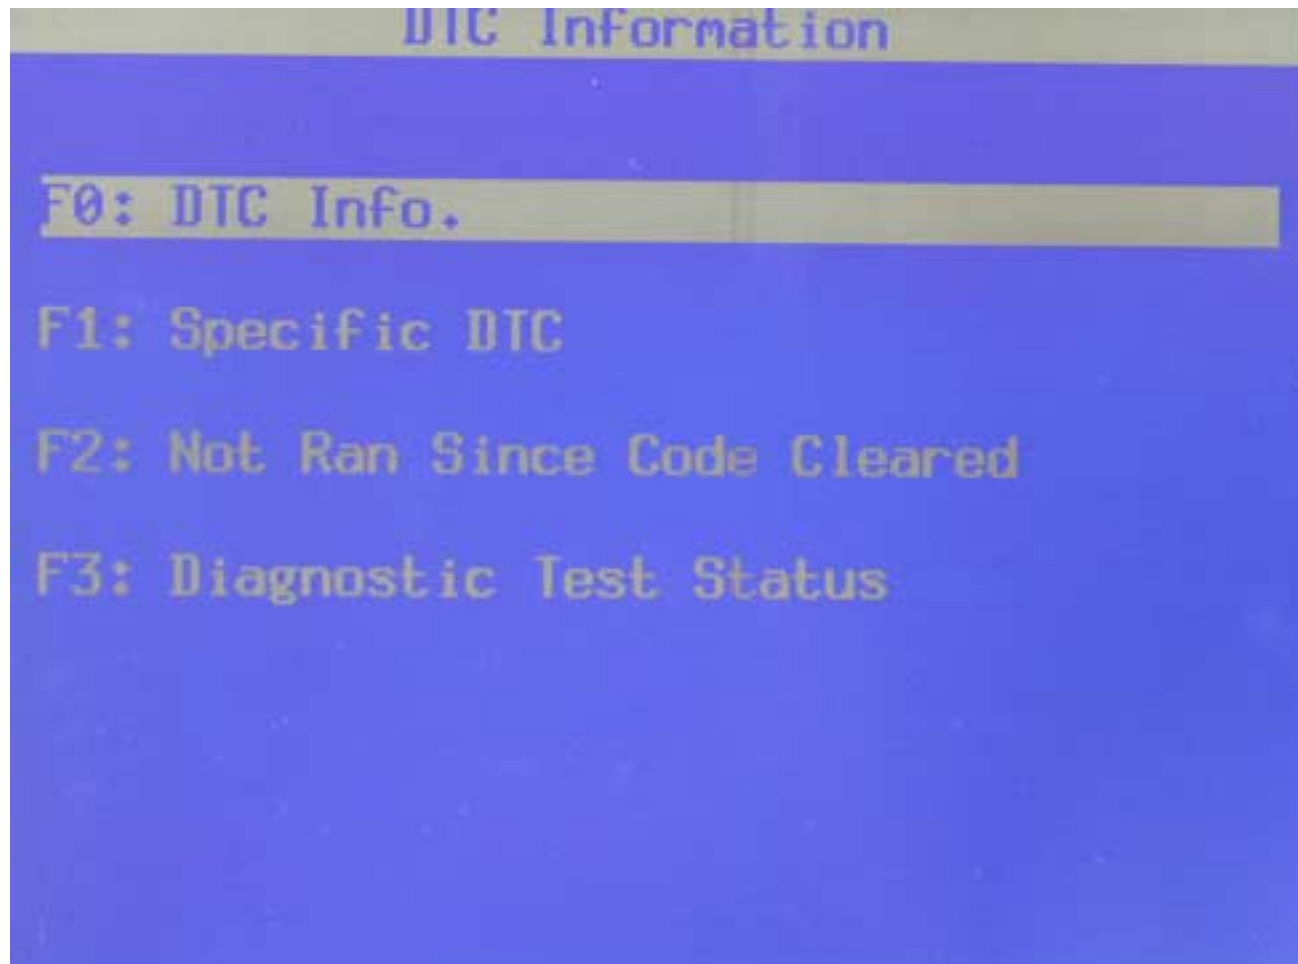 DTC Information
F0: DTC Info.
F1: Specific DTC
F2: Not Ran Since Code Cleared
F3: Diagnostic Test Status